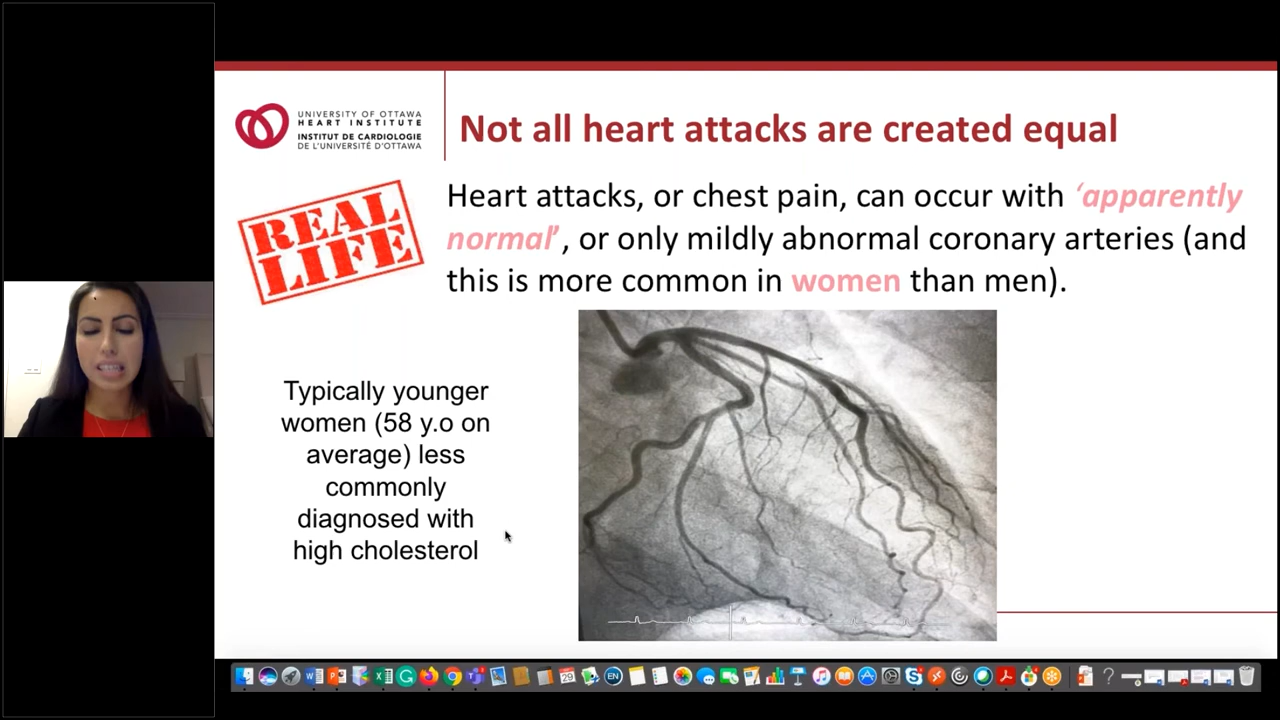 UNIVERSITY OF OTTAWA
HEART INSTITUTE
INSTITUT DE CARDIOLOGIE
DE L'UNIVERSITÉ D'OTTAWA
Not all heart attacks are created equal
REAL
LIFE
Heart attacks, or chest pain, can occur with ‘apparently
normal’, or only mildly abnormal coronary arteries (and
this is more common in women than men).
Typically younger
women (58 y.o on
average) less
commonly
diagnosed with
high cholesterol
29
EN